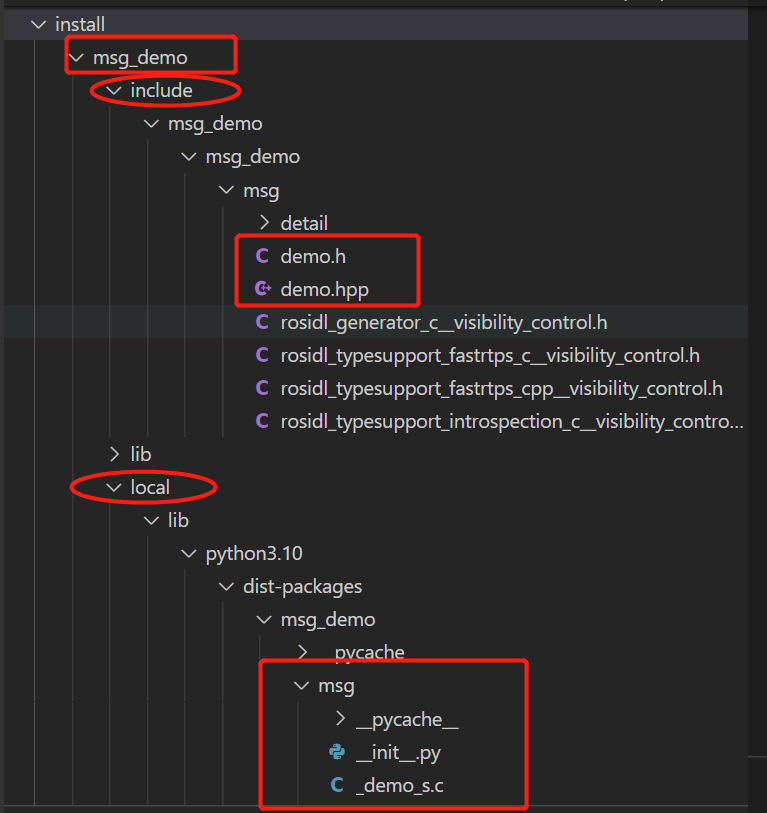 install
msg_demo
include
msg_demo
msg_demo
msg
detail
C demo.h
C++ demo.hpp
C rosidl_generator_c__visibility_control.h
C rosidl_typesupport_fastrtps_c__visibility_control.h
C rosidl_typesupport_fastrtps_cpp__visibility_control.h
C rosidl_typesupport_introspection_c__visibility_contro...
lib
local
lib
python3.10
dist-packages
msg_demo
pycache
msg
__pycache__
__init__.py
C _demo_s.c